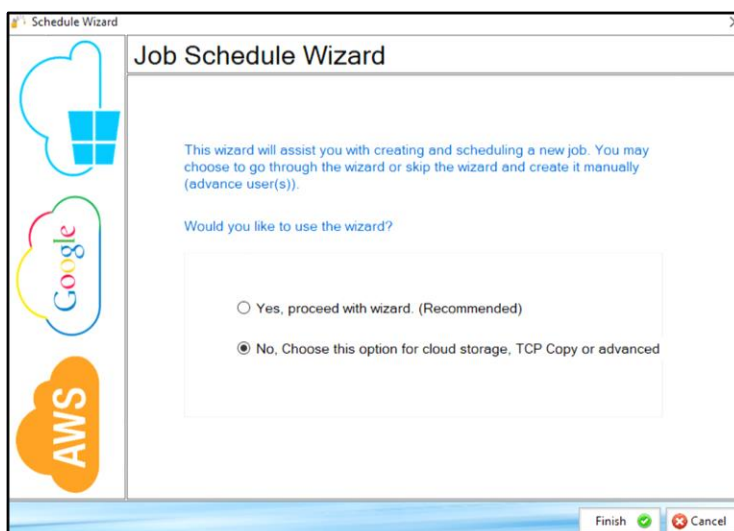 Schedule Wizard
Job Schedule Wizard
This wizard will assist you with creating and scheduling a new job. You may
choose to go through the wizard or skip the wizard and create it manually
(advance user(s)).
Would you like to use the wizard?
Yes, proceed with wizard. (Recommended)
No, Choose this option for cloud storage, TCP Copy or advanced
Google
AWS
Finish
Cancel